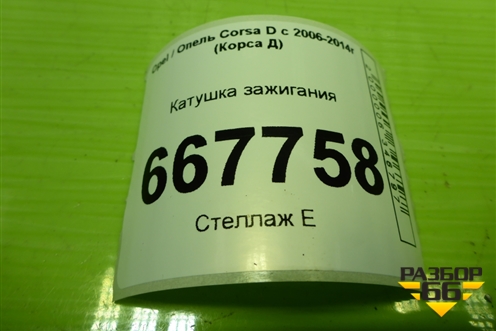 Opel / Опель Corsa D с 2006-2014г
(Корса Д)
Катушка зажигания
667758
Стеллаж Е
РАЗБОР
66